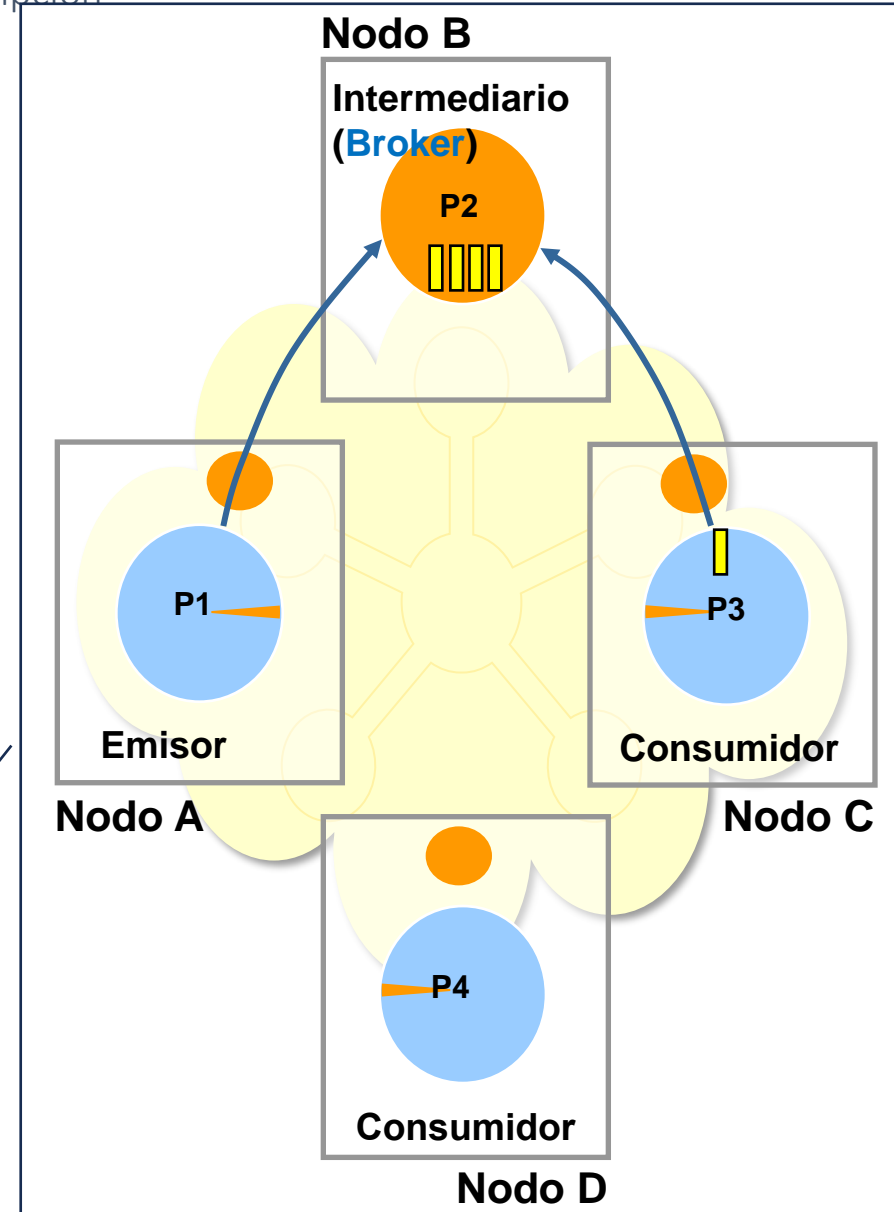 Nodo B
Intermediario
(Broker)
P2
P1
P3
Emisor
Consumidor
Nodo A
Nodo C
P4
Consumidor
Nodo D